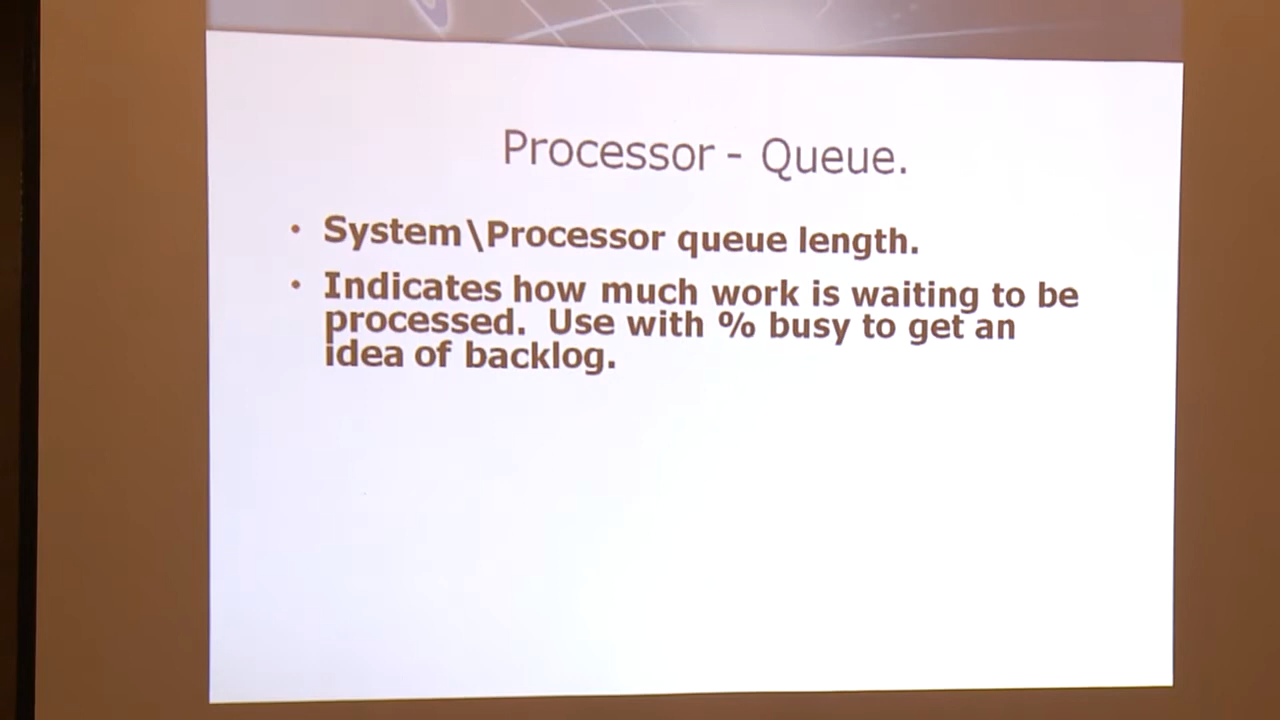 Processor - Queue.
• System\Processor queue length.
• Indicates how much work is waiting to be
processed.  Use with % busy to get an
idea of backlog.